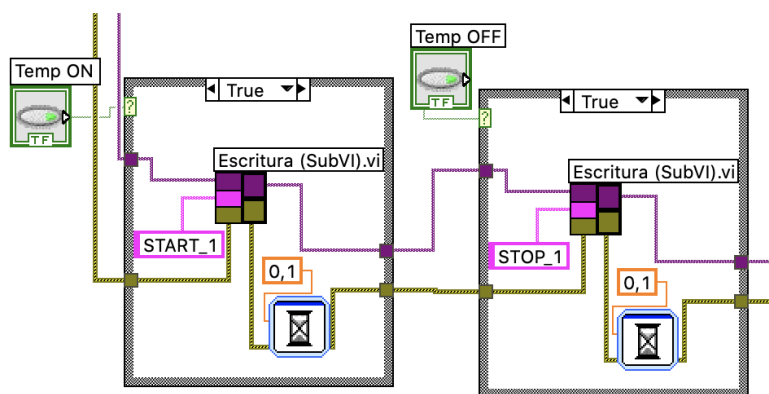 Temp OFF
Temp ON
True
True
TF
TF
?
?
Escritura (SubVI).vi
Escritura (SubVI).vi
START_1
STOP_1
0,1
0,1